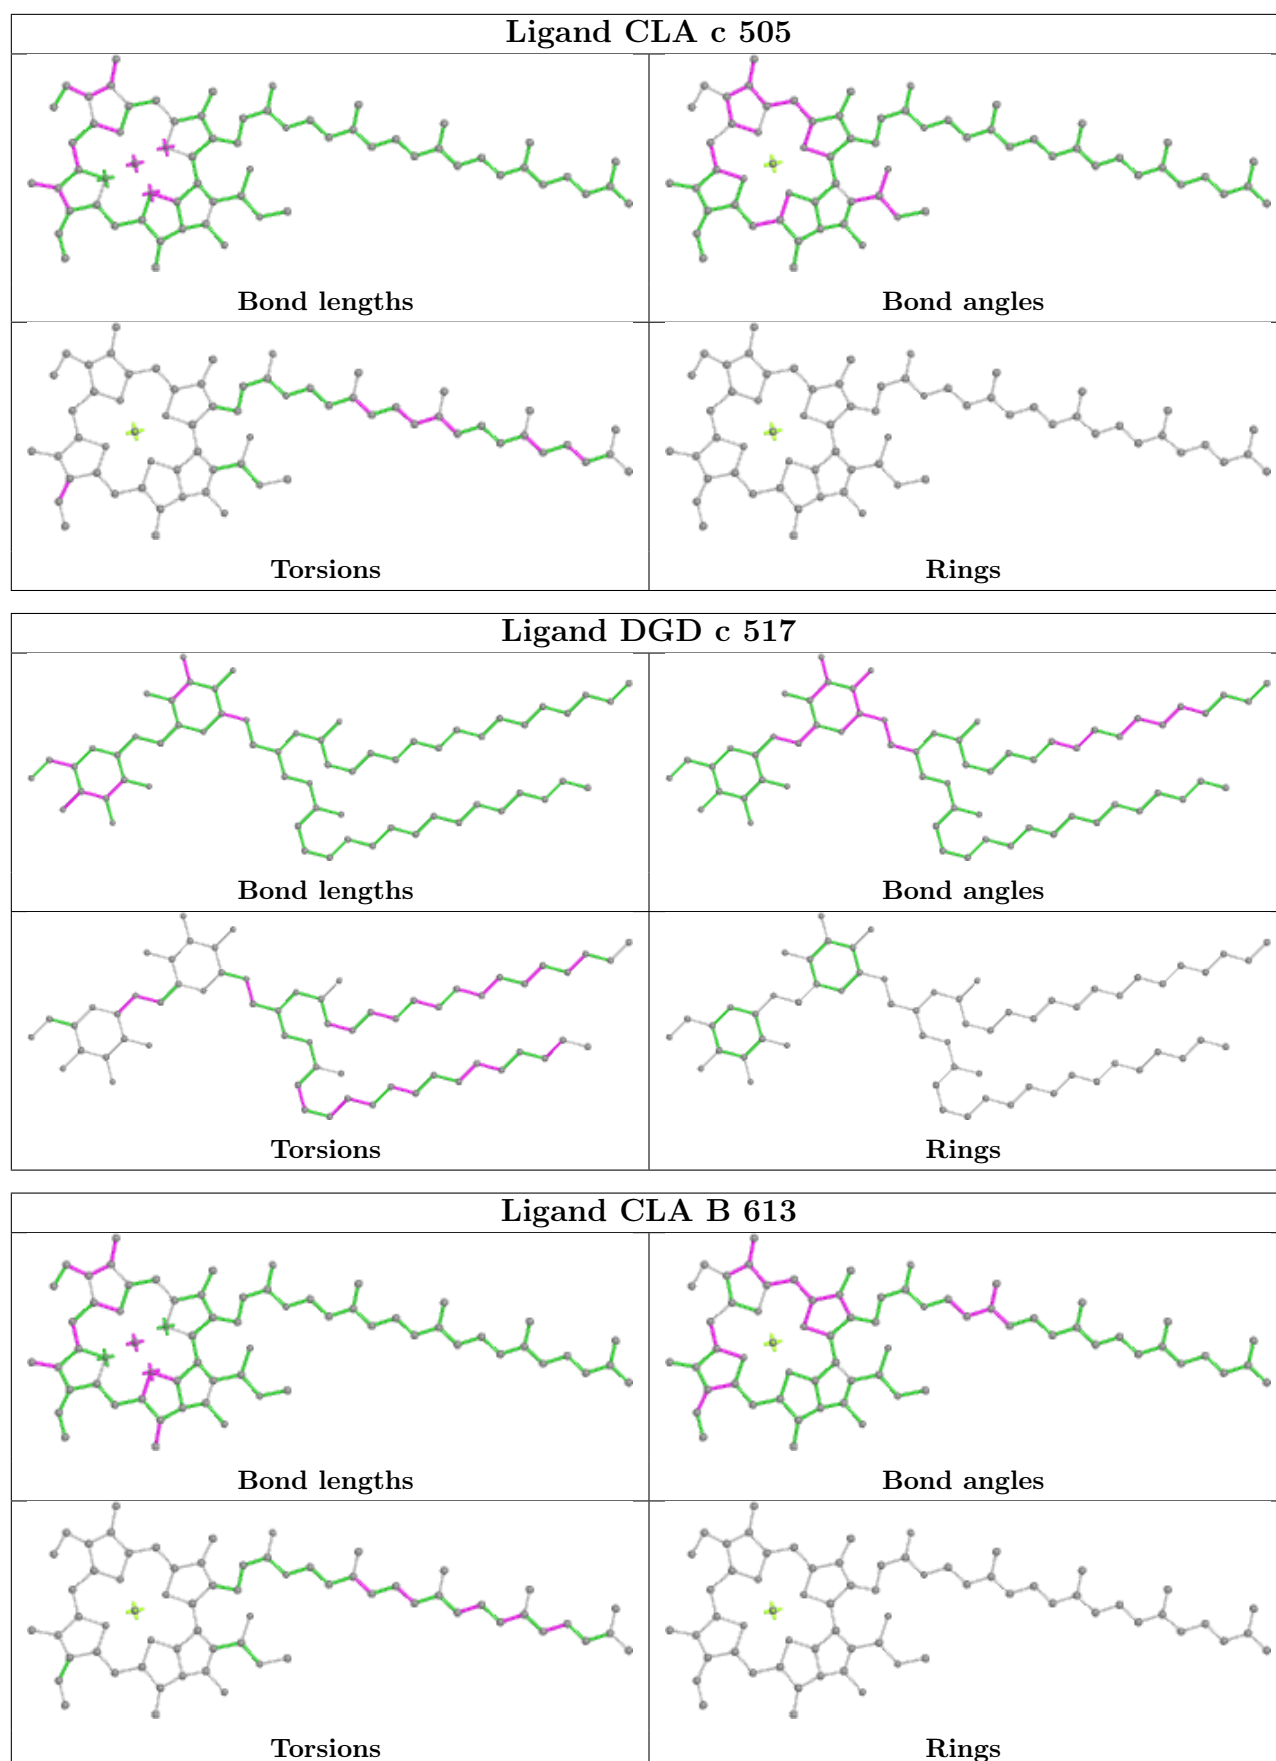 Ligand CLA c 505
Bond lengths
Bond angles
Torsions
Rings
Ligand DGD c 517
Bond lengths
Bond angles
Torsions
Rings
Ligand CLA B 613
Bond lengths
Bond angles
Torsions
Rings